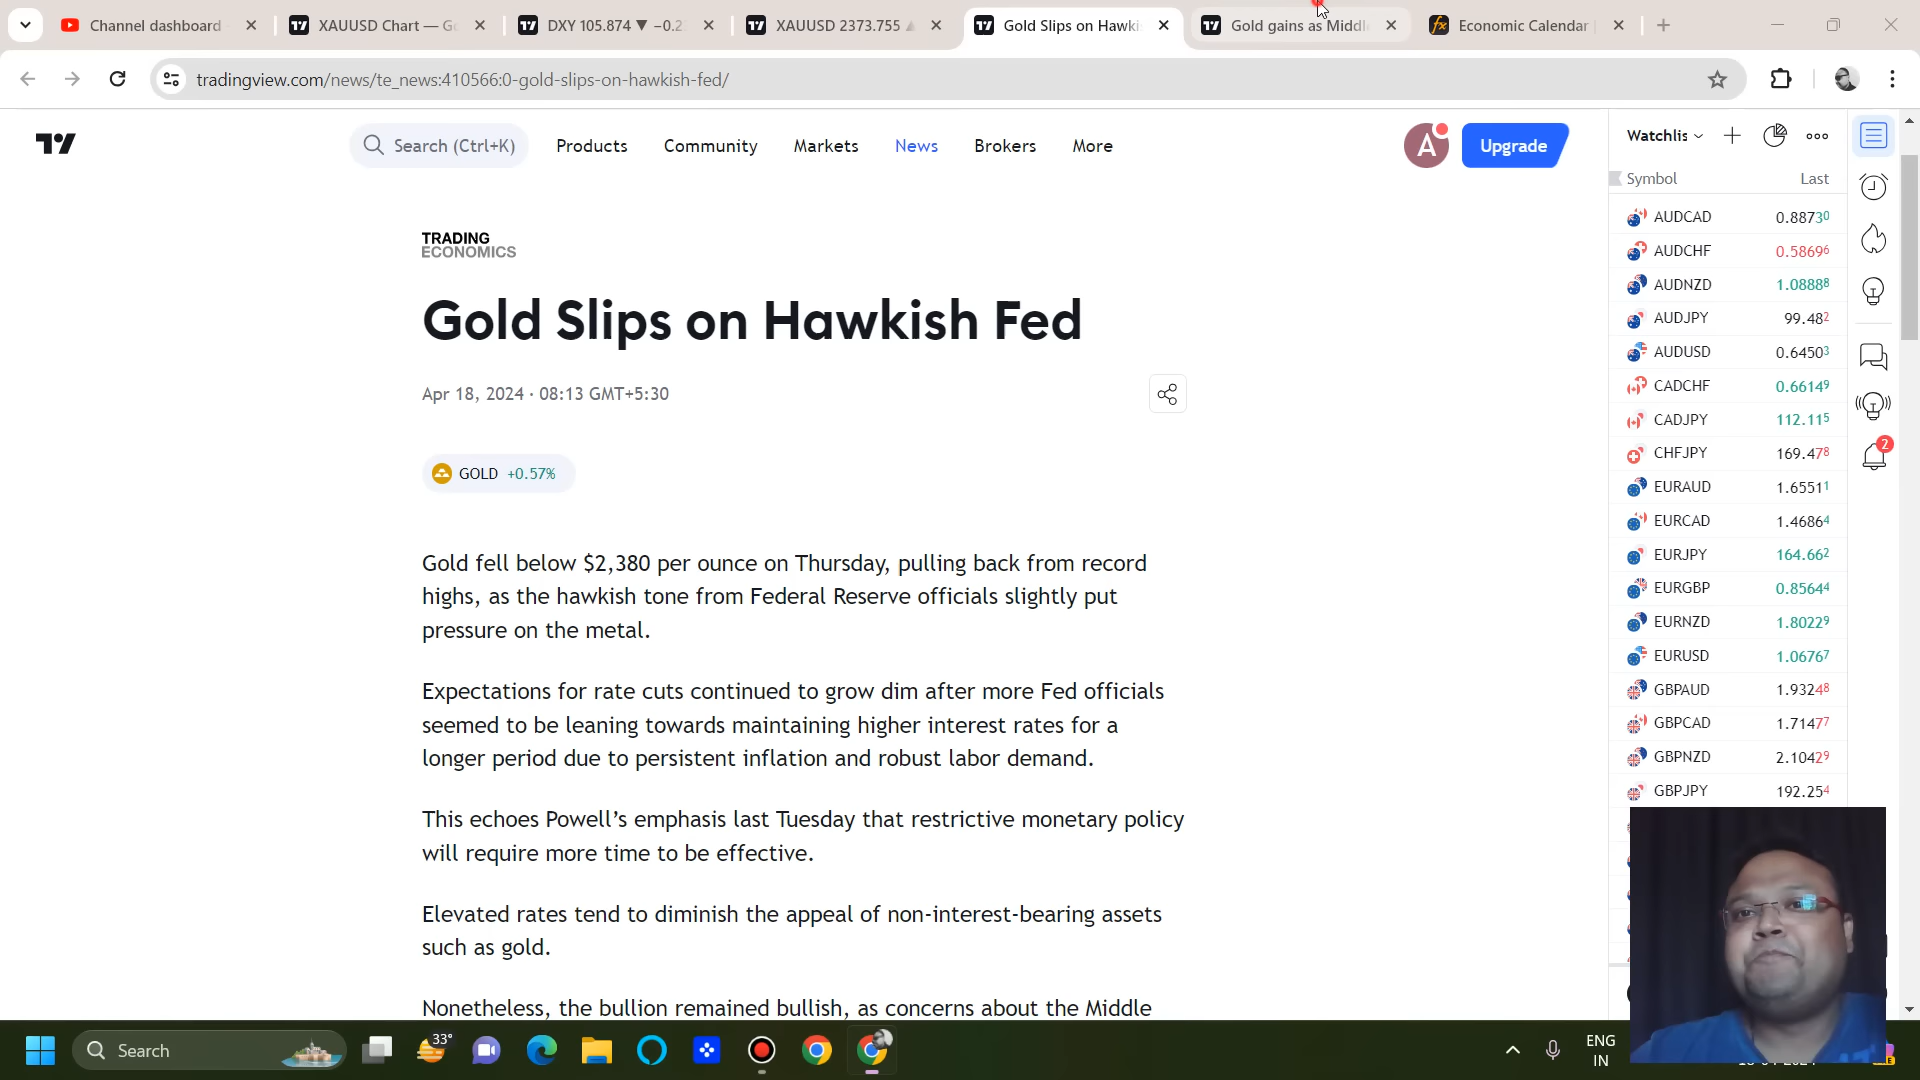 Channel dashboard
XAUUSD Chart — G
DXY 105.874 ▼ −0.2
XAUUSD 2373.755
Gold Slips on Hawki
Gold gains as Middl
Economic Calendar
tradingview.com/news/te_news:410566:0-gold-slips-on-hawkish-fed/
Search (Ctrl+K)
Products
Community
Markets
News
Brokers
More
A
Upgrade
TRADING
ECONOMICS
Gold Slips on Hawkish Fed
Apr 18, 2024 · 08:13 GMT+5:30
GOLD +0.57%
Gold fell below $2,380 per ounce on Thursday, pulling back from record
highs, as the hawkish tone from Federal Reserve officials slightly put
pressure on the metal.
Expectations for rate cuts continued to grow dim after more Fed officials
seemed to be leaning towards maintaining higher interest rates for a
longer period due to persistent inflation and robust labor demand.
This echoes Powell’s emphasis last Tuesday that restrictive monetary policy
will require more time to be effective.
Elevated rates tend to diminish the appeal of non-interest-bearing assets
such as gold.
Nonetheless, the bullion remained bullish, as concerns about the Middle
Watchlis
Symbol Last
AUDCAD 0.88730
AUDCHF 0.58696
AUDNZD 1.08888
AUDJPY 99.482
AUDUSD 0.64503
CADCHF 0.66149
CADJPY 112.115
CHFJPY 169.478
EURAUD 1.65511
EURCAD 1.46864
EURJPY 164.662
EURGBP 0.85644
EURNZD 1.80229
EURUSD 1.06767
GBPAUD 1.93248
GBPCAD 1.71477
GBPNZD 2.10429
GBPJPY 192.254
2
Search
33°
ENG
IN